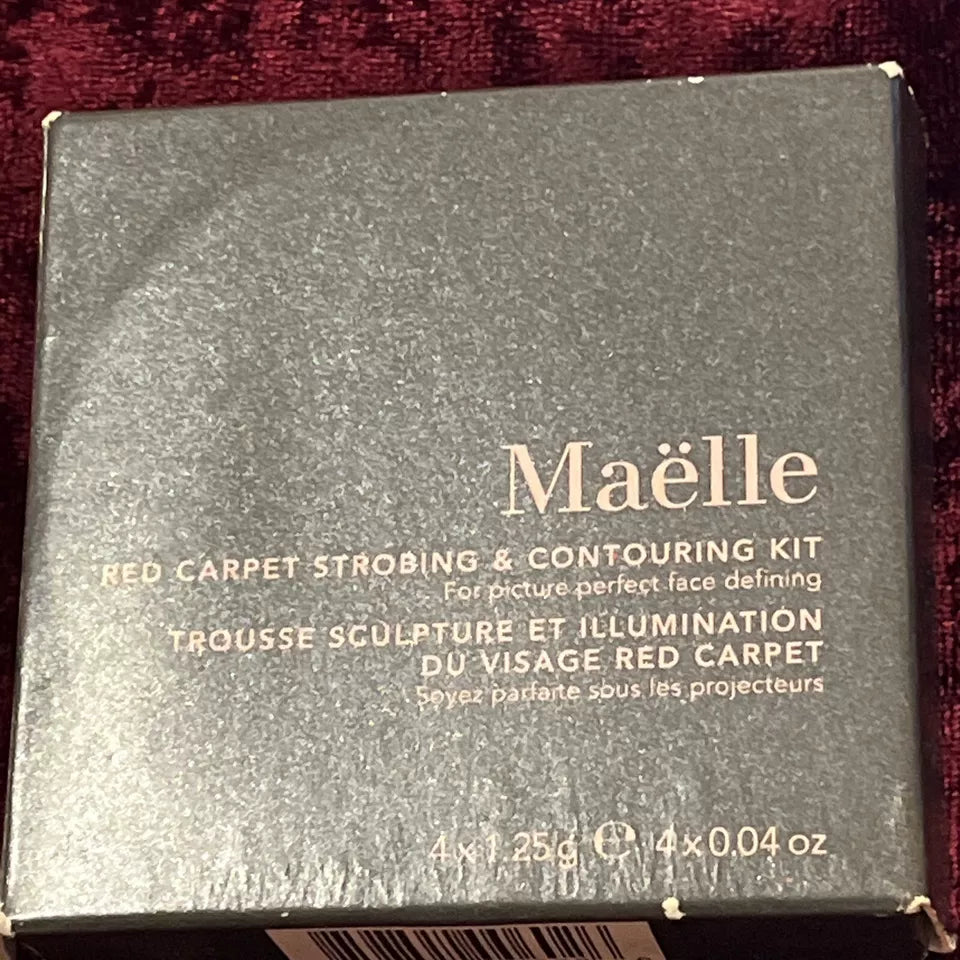 Maëlle
RED CARPET STROBING & CONTOURING KIT
For picture perfect face defining
TROUSSE SCULPTURE ET ILLUMINATION
DU VISAGE RED CARPET
Soyez parfaite sous les projecteurs
4 x 1.25 g ℮ 4 x 0.04 oz